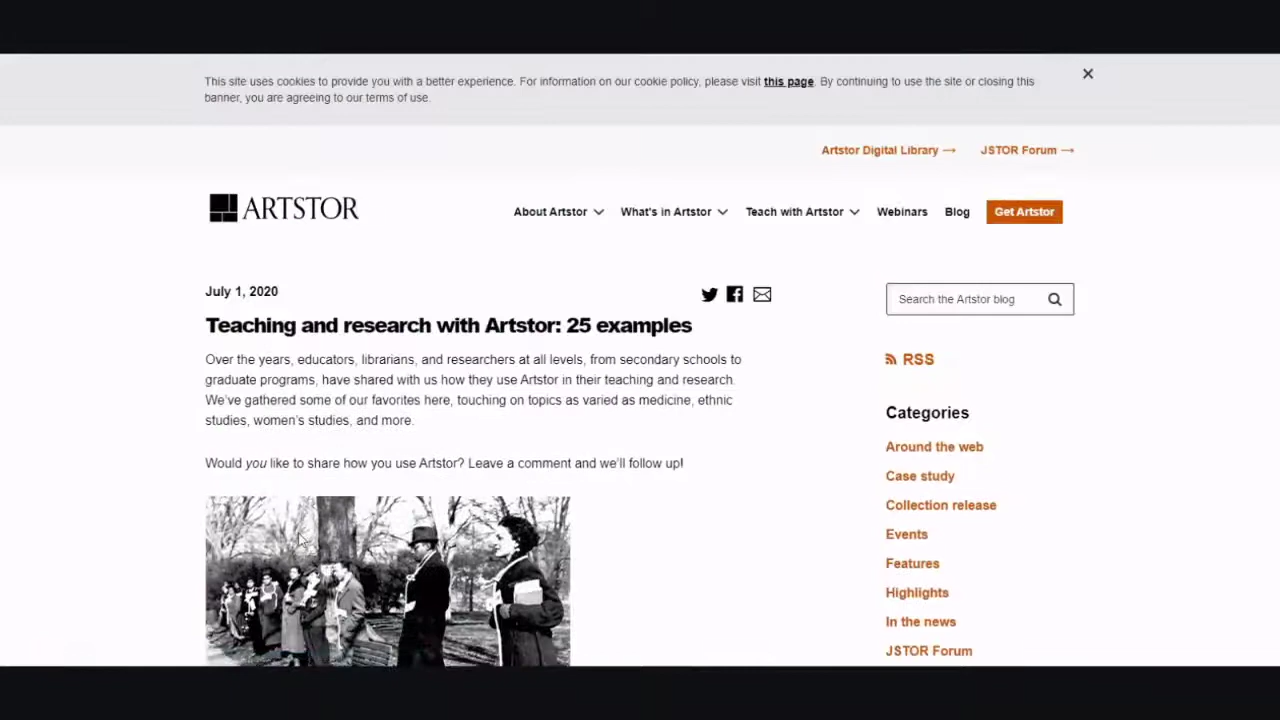 This site uses cookies to provide you with a better experience. For information on our cookie policy, please visit this page. By continuing to use the site or closing this
banner, you are agreeing to our terms of use.
Artstor Digital Library →
JSTOR Forum →
ARTSTOR
About Artstor
What's in Artstor
Teach with Artstor
Webinars
Blog
Get Artstor
July 1, 2020
Teaching and research with Artstor: 25 examples
Over the years, educators, librarians, and researchers at all levels, from secondary schools to
graduate programs, have shared with us how they use Artstor in their teaching and research.
We've gathered some of our favorites here, touching on topics as varied as medicine, ethnic
studies, women's studies, and more.
Would you like to share how you use Artstor? Leave a comment and we'll follow up!
Search the Artstor blog
RSS
Categories
Around the web
Case study
Collection release
Events
Features
Highlights
In the news
JSTOR Forum